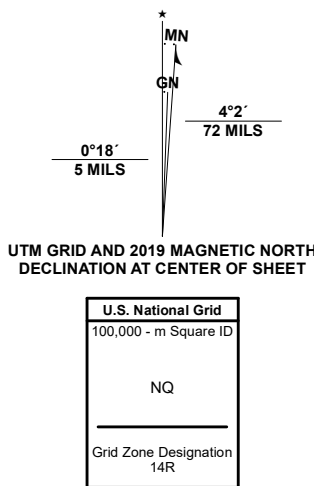 ★
MN
GN
4°2´
72 MILS
0°18´
5 MILS
UTM GRID AND 2019 MAGNETIC NORTH
DECLINATION AT CENTER OF SHEET
U.S. National Grid
100,000 - m Square ID
NQ
Grid Zone Designation
14R